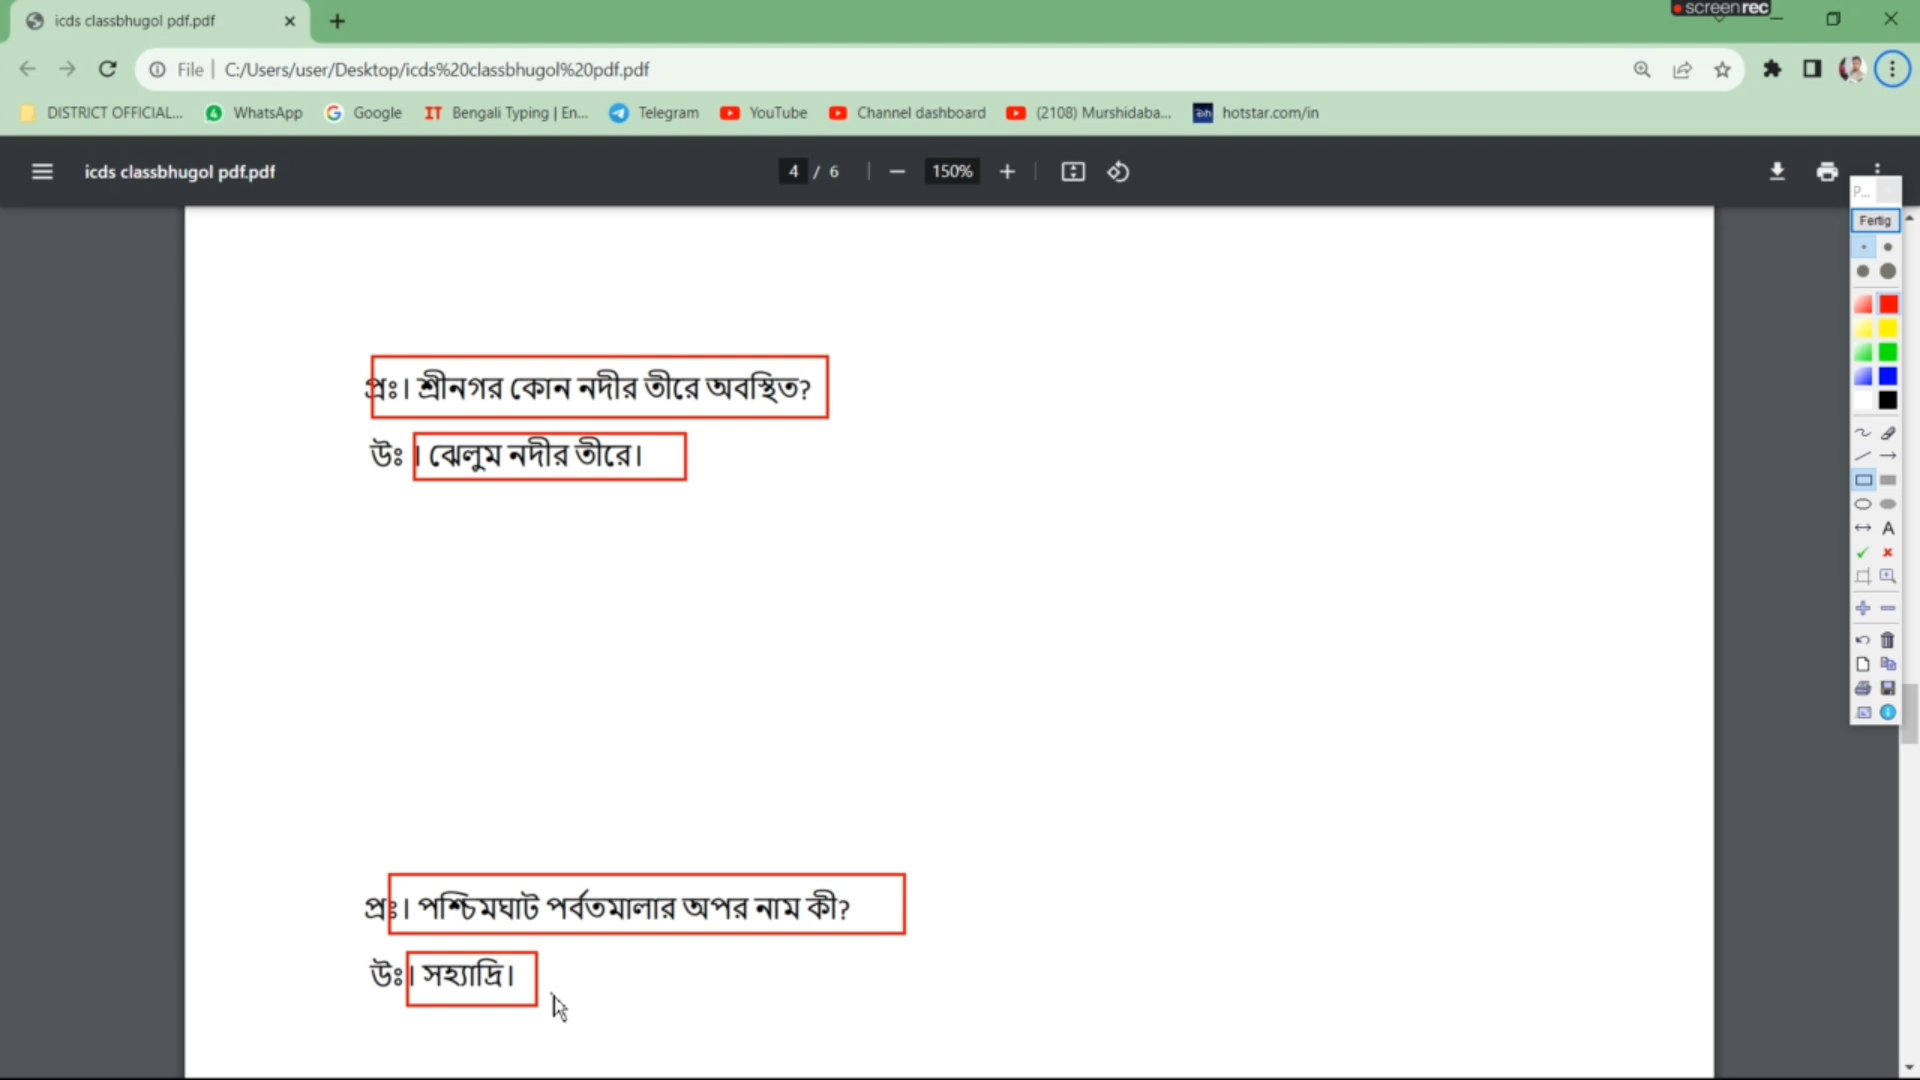 icds classbhugol pdf.pdf
screenrec
File
C:/Users/user/Desktop/icds%20classbhugol%20pdf.pdf
DISTRICT OFFICIAL...
WhatsApp
Google
IT Bengali Typing | En...
Telegram
YouTube
Channel dashboard
(2108) Murshidaba...
hotstar.com/in
icds classbhugol pdf.pdf
4 / 6
150%
P...
Fertig
প্রঃ। শ্রীনগর কোন নদীর তীরে অবস্থিত?
উঃ । ঝেলুম নদীর তীরে।
A
প্রঃ। পশ্চিমঘাট পর্বতমালার অপর নাম কী?
উঃ। সহ্যাদ্রি।